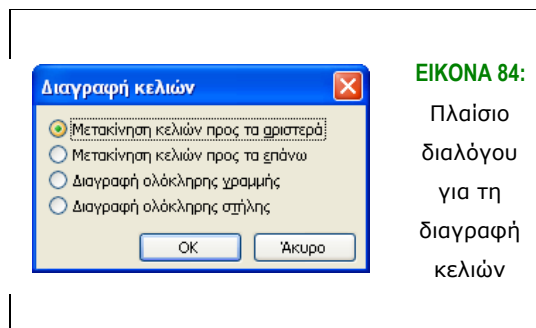 Διαγραφή κελιών
Μετακίνηση κελιών προς τα αριστερά
Μετακίνηση κελιών προς τα επάνω
Διαγραφή ολόκληρης γραμμής
Διαγραφή ολόκληρης στήλης
OK
Άκυρο
ΕΙΚΟΝΑ 84:
Πλαίσιο
διαλόγου
για τη
διαγραφή
κελιών